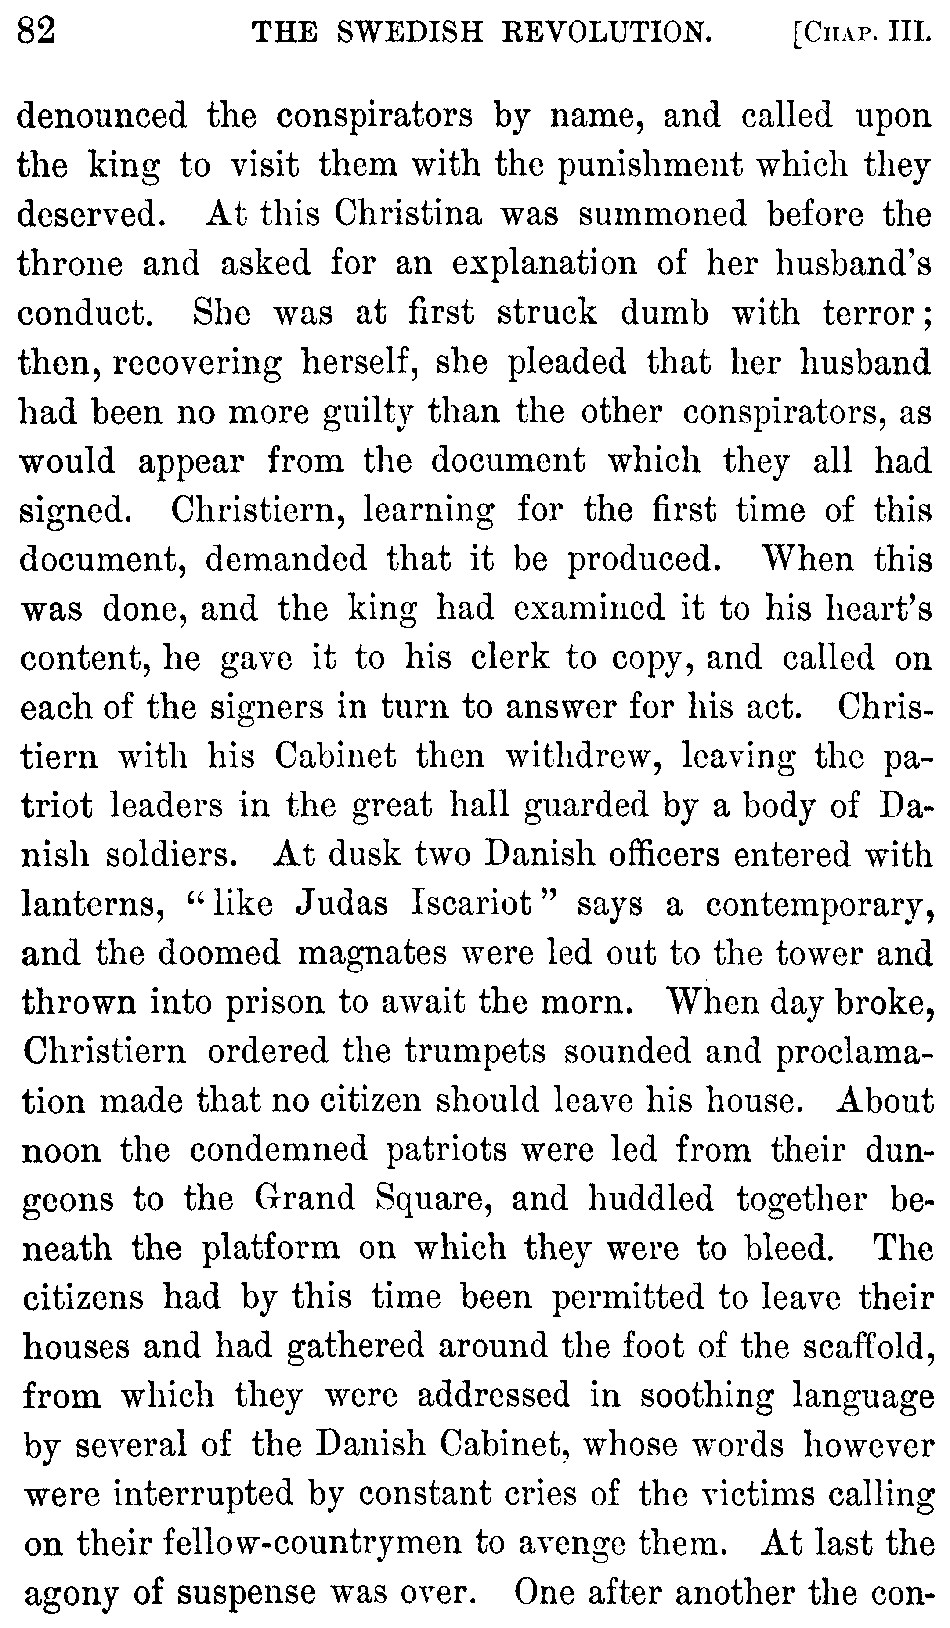 82 THE SWEDISH REVOLUTION. [CHAP. III.
denounced the conspirators by name, and called upon
the king to visit them with the punishment which they
deserved. At this Christina was summoned before the
throne and asked for an explanation of her husband's
conduct. She was at first struck dumb with terror;
then, recovering herself, she pleaded that her husband
had been no more guilty than the other conspirators, as
would appear from the document which they all had
signed. Christiern, learning for the first time of this
document, demanded that it be produced. When this
was done, and the king had examined it to his heart's
content, he gave it to his clerk to copy, and called on
each of the signers in turn to answer for his act. Chris-
tiern with his Cabinet then withdrew, leaving the pa-
triot leaders in the great hall guarded by a body of Da-
nish soldiers. At dusk two Danish officers entered with
lanterns, "like Judas Iscariot" says a contemporary,
and the doomed magnates were led out to the tower and
thrown into prison to await the morn. When day broke,
Christiern ordered the trumpets sounded and proclama-
tion made that no citizen should leave his house. About
noon the condemned patriots were led from their dun-
geons to the Grand Square, and huddled together be-
neath the platform on which they were to bleed. The
citizens had by this time been permitted to leave their
houses and had gathered around the foot of the scaffold,
from which they were addressed in soothing language
by several of the Danish Cabinet, whose words however
were interrupted by constant cries of the victims calling
on their fellow-countrymen to avenge them. At last the
agony of suspense was over. One after another the con-